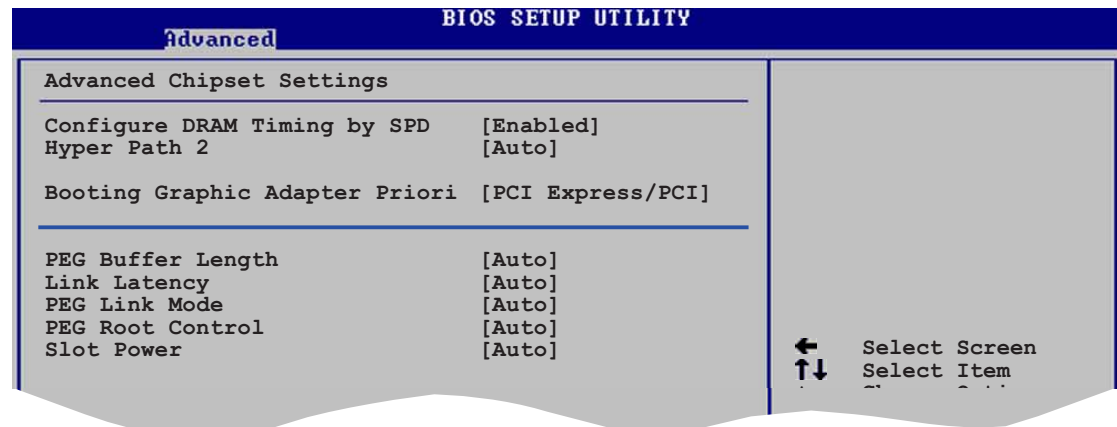 BIOS SETUP UTILITY
Advanced
Advanced Chipset Settings
Configure DRAM Timing by SPD [Enabled]
Hyper Path 2 [Auto]
Booting Graphic Adapter Priori [PCI Express/PCI]
PEG Buffer Length [Auto]
Link Latency [Auto]
PEG Link Mode [Auto]
PEG Root Control [Auto]
Slot Power [Auto]
← Select Screen
↑↓ Select Item